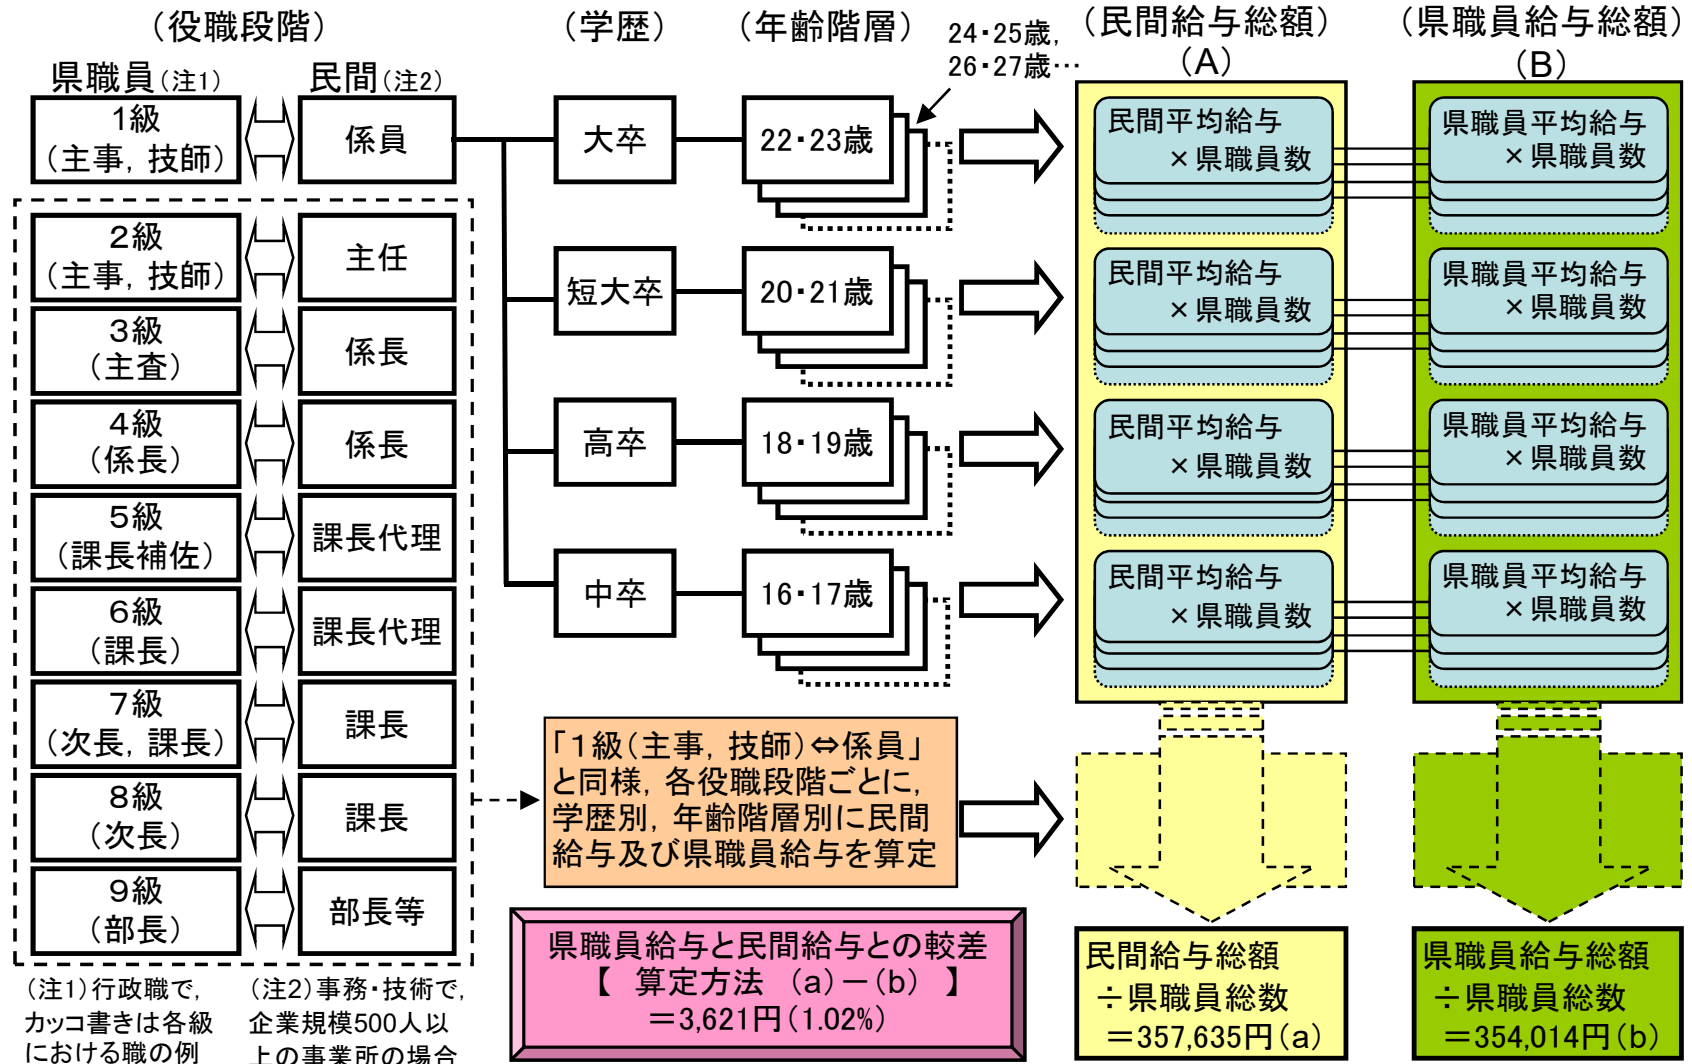 （役職段階）
（学歴）
（年齢階層）
24・25歳，
26・27歳…
（民間給与総額）
（A）
（県職員給与総額）
（B）
県職員（注1）
民間（注2）
1級
（主事，技師）
係員
2級
（主事，技師）
主任
3級
（主査）
係長
4級
（係長）
係長
5級
（課長補佐）
課長代理
6級
（課長）
課長代理
7級
（次長，課長）
課長
8級
（次長）
課長
9級
（部長）
部長等
大卒
22・23歳
短大卒
20・21歳
高卒
18・19歳
中卒
16・17歳
民間平均給与
×県職員数
県職員平均給与
×県職員数
民間平均給与
×県職員数
県職員平均給与
×県職員数
民間平均給与
×県職員数
県職員平均給与
×県職員数
民間平均給与
×県職員数
県職員平均給与
×県職員数
「1級（主事，技師）⇔係員」
と同様，各役職段階ごとに，
学歴別，年齢階層別に民間
給与及び県職員給与を算定
県職員給与と民間給与との較差
【 算定方法 （a）－（b） 】
＝3,621円（1.02%）
民間給与総額
÷県職員総数
＝357,635円（a）
県職員給与総額
÷県職員総数
＝354,014円（b）
（注1）行政職で，
カッコ書きは各級
における職の例
（注2）事務・技術で，
企業規模500人以
上の事業所の場合